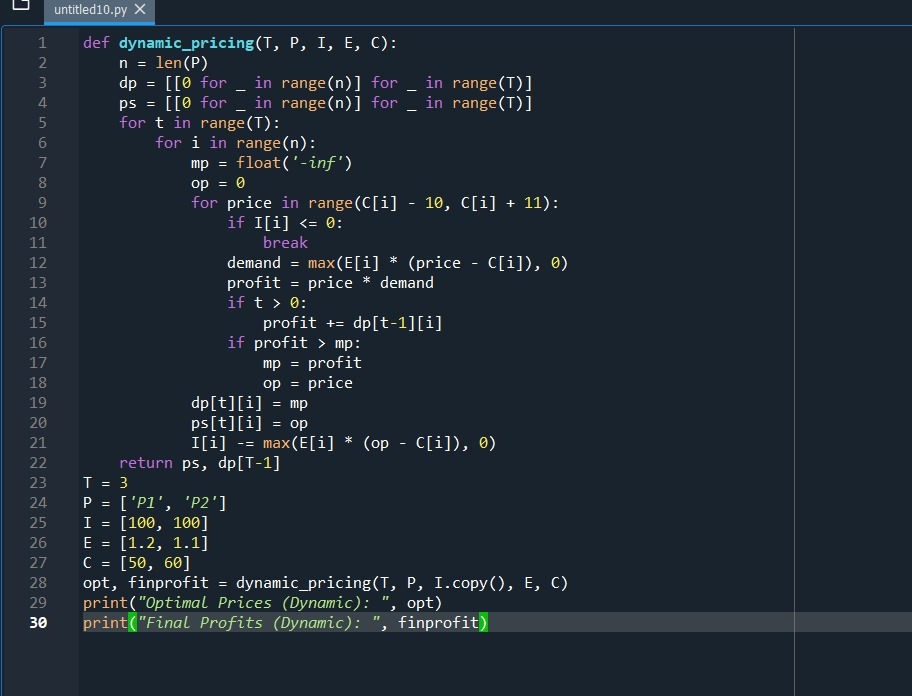 untitled10.py
1 def dynamic_pricing(T, P, I, E, C):
2     n = len(P)
3     dp = [[0 for _ in range(n)] for _ in range(T)]
4     ps = [[0 for _ in range(n)] for _ in range(T)]
5     for t in range(T):
6         for i in range(n):
7             mp = float('-inf')
8             op = 0
9             for price in range(C[i] - 10, C[i] + 11):
10                 if I[i] <= 0:
11                     break
12                 demand = max(E[i] * (price - C[i]), 0)
13                 profit = price * demand
14                 if t > 0:
15                     profit += dp[t-1][i]
16                 if profit > mp:
17                     mp = profit
18                     op = price
19             dp[t][i] = mp
20             ps[t][i] = op
21             I[i] -= max(E[i] * (op - C[i]), 0)
22     return ps, dp[T-1]
23 T = 3
24 P = ['P1', 'P2']
25 I = [100, 100]
26 E = [1.2, 1.1]
27 C = [50, 60]
28 opt, finprofit = dynamic_pricing(T, P, I.copy(), E, C)
29 print("Optimal Prices (Dynamic): ", opt)
30 print("Final Profits (Dynamic): ", finprofit)